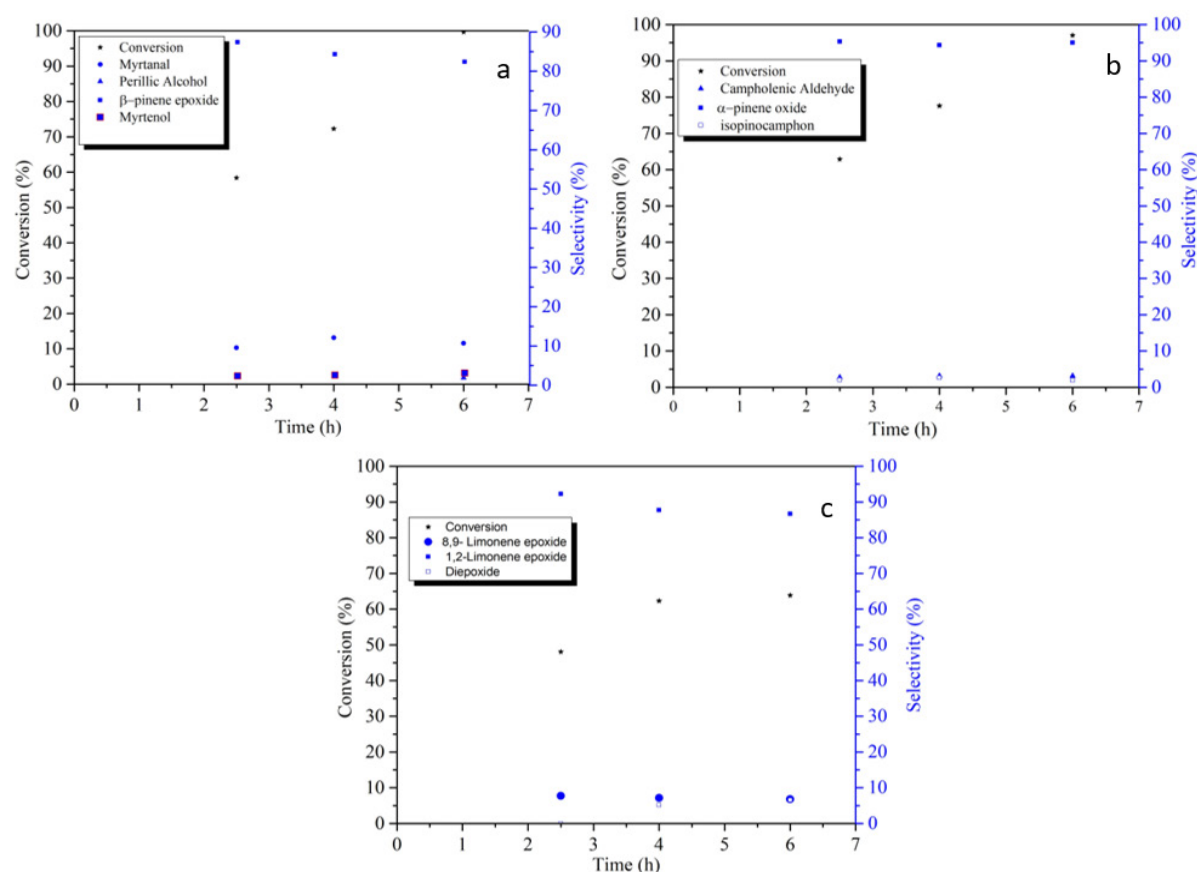 a
Conversion
Myrtanal
Perillic Alcohol
β−pinene epoxide
Myrtenol
Conversion (%)
100
90
80
70
60
50
40
30
20
10
0
0 1 2 3 4 5 6 7
Time (h)
90
80
70
60
50
40
30
20
10
0
Selectivity (%)
b
Conversion
Campholenic Aldehyde
α−pinene oxide
isopinocamphon
Conversion (%)
100
90
80
70
60
50
40
30
20
10
0
0 1 2 3 4 5 6 7
Time (h)
100
90
80
70
60
50
40
30
20
10
0
Selectivity (%)
c
Conversion
8,9- Limonene epoxide
1,2-Limonene epoxide
Diepoxide
Conversion (%)
100
90
80
70
60
50
40
30
20
10
0
0 1 2 3 4 5 6 7
Time (h)
100
90
80
70
60
50
40
30
20
10
0
Selectivity (%)